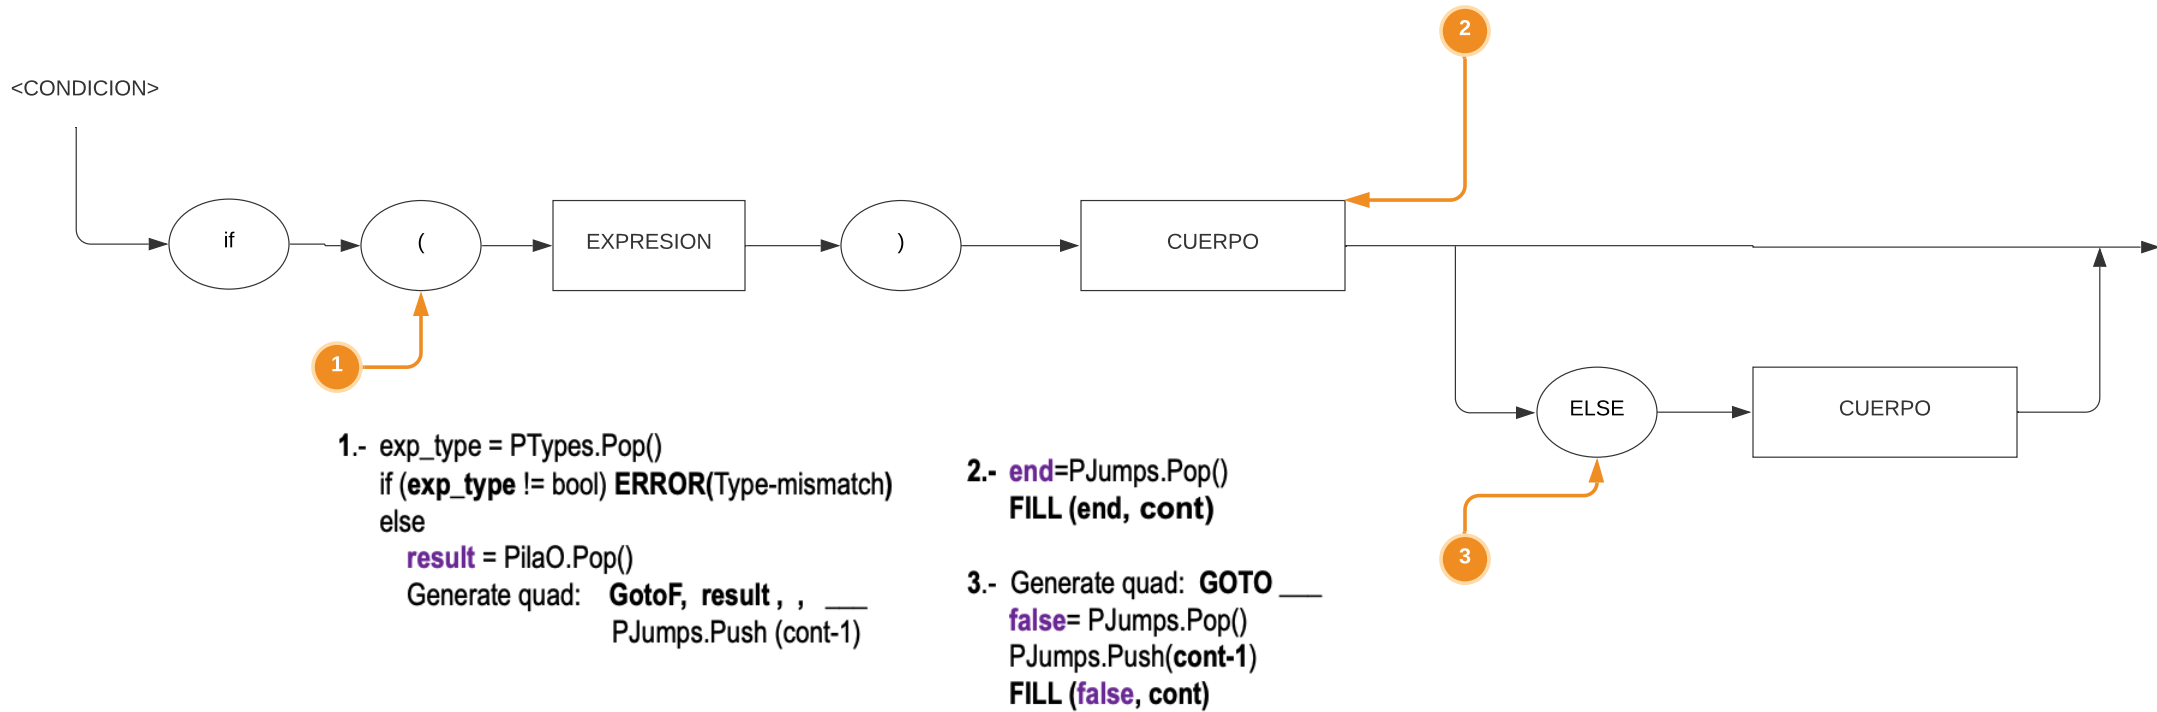 2
<CONDICION>
if
(
EXPRESION
)
CUERPO
1
ELSE
CUERPO
1.- exp_type = PTypes.Pop()
if (exp_type != bool) ERROR(Type-mismatch)
else
result = PilaO.Pop()
Generate quad: GotoF, result , , ___
PJumps.Push (cont-1)
2.- end=PJumps.Pop()
FILL (end, cont)
3
3.- Generate quad: GOTO ___
false= PJumps.Pop()
PJumps.Push(cont-1)
FILL (false, cont)